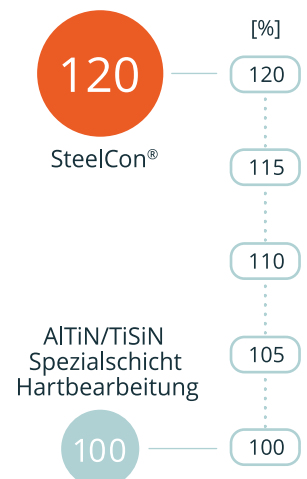 [%]
120
120
SteelCon®
115
110
105
AlTiN/TiSiN
Spezialschicht
Hartbearbeitung
100
100